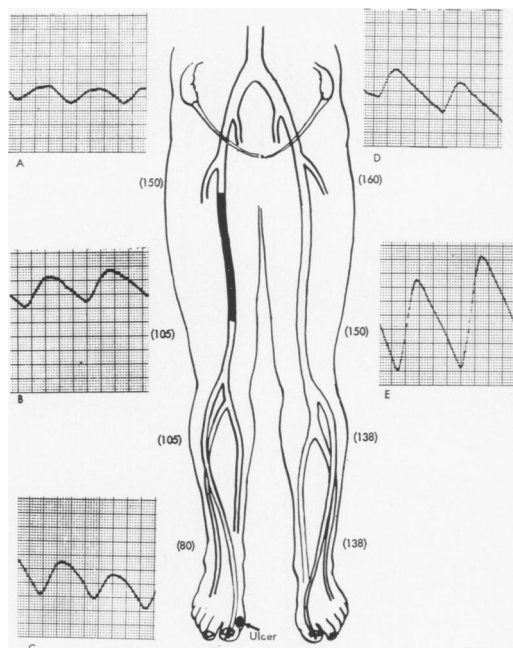 A
D
(150)
(160)
(105)
(150)
B
E
(105)
(138)
(80)
(138)
Ulcer
C